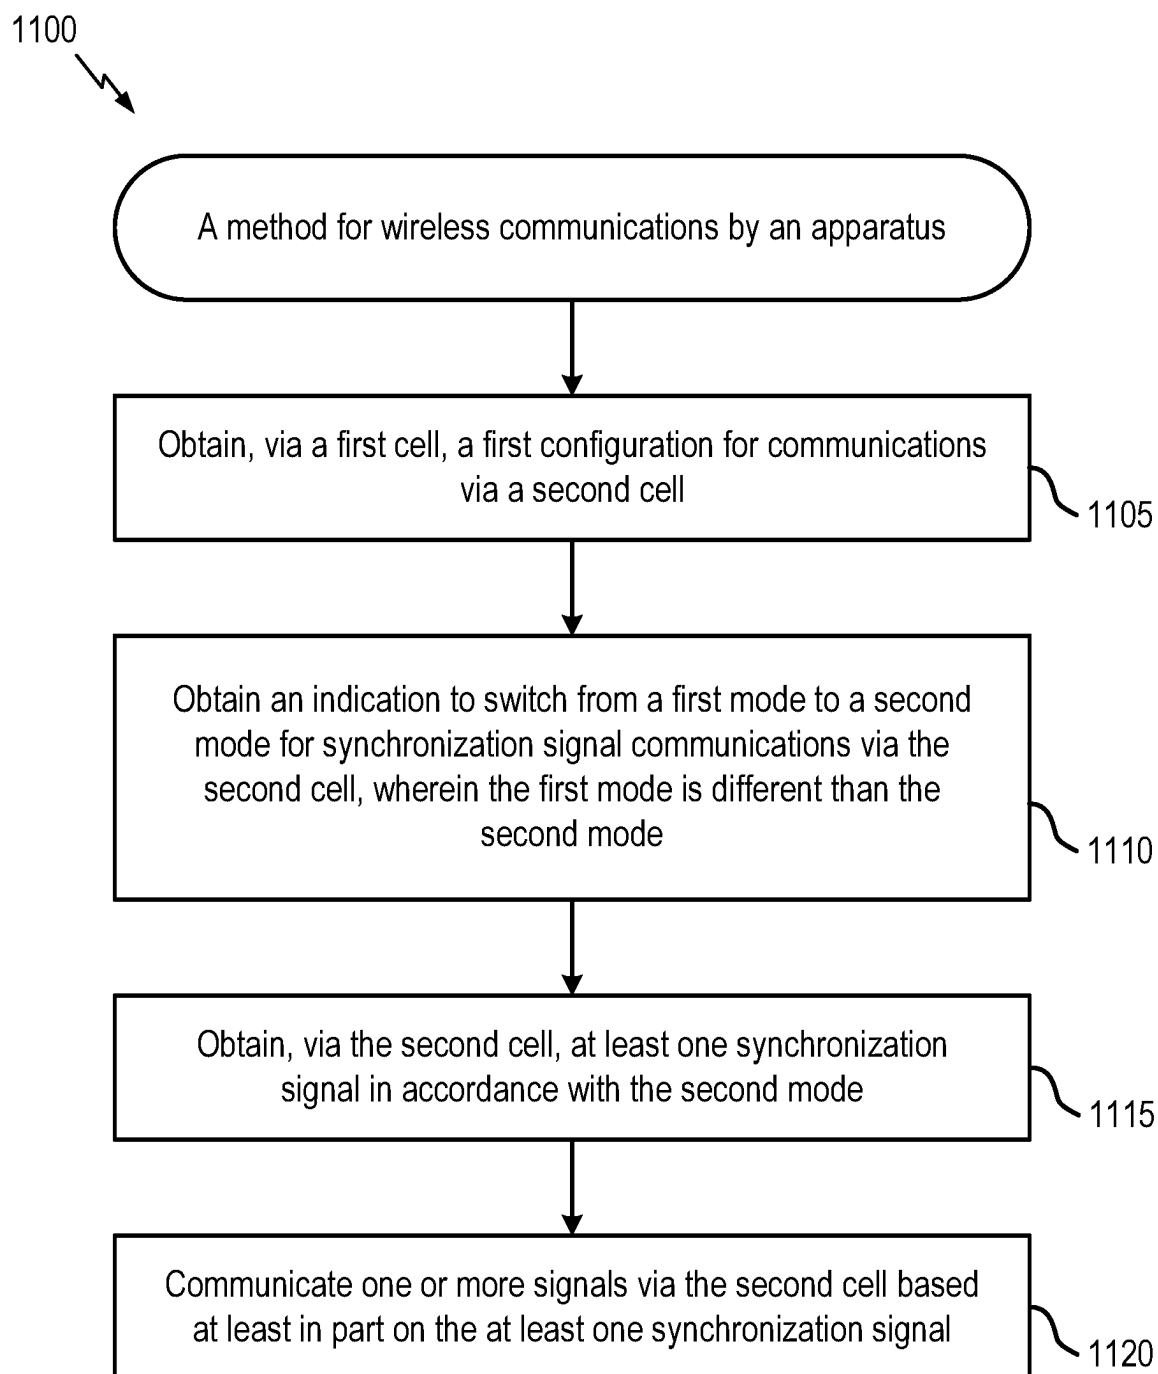 1100
A method for wireless communications by an apparatus
Obtain, via a first cell, a first configuration for communications
via a second cell
1105
Obtain an indication to switch from a first mode to a second
mode for synchronization signal communications via the
second cell, wherein the first mode is different than the
second mode
1110
Obtain, via the second cell, at least one synchronization
signal in accordance with the second mode
1115
Communicate one or more signals via the second cell based
at least in part on the at least one synchronization signal
1120